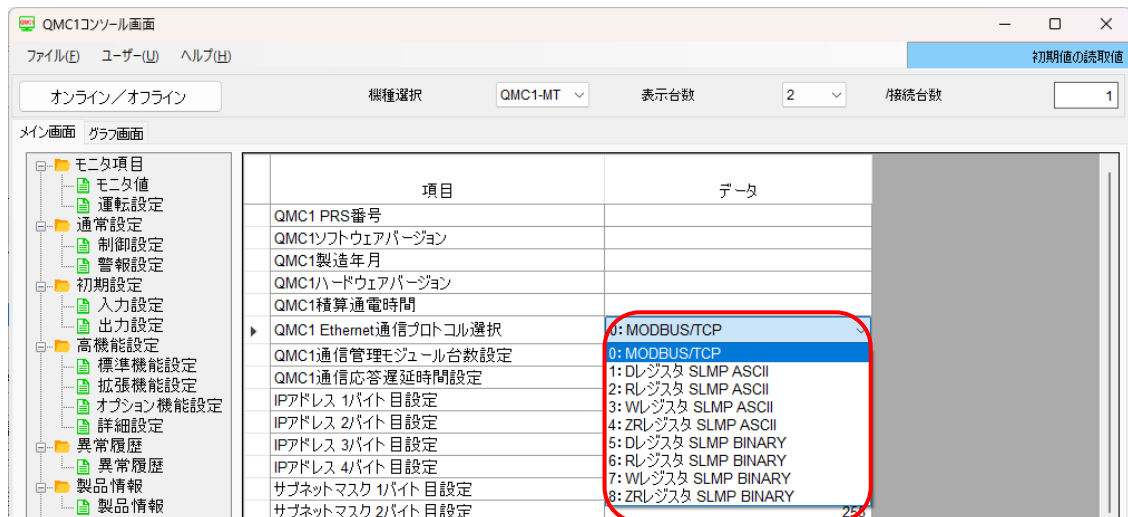 QMC1コンソール画面
ファイル(F) ユーザー(U) ヘルプ(H)
初期値の読取値
オンライン／オフライン
機種選択
QMC1-MT
表示台数
2
/接続台数
1
メイン画面 グラフ画面
モニタ項目
モニタ値
運転設定
通常設定
制御設定
警報設定
初期設定
入力設定
出力設定
高機能設定
標準機能設定
拡張機能設定
オプション機能設定
詳細設定
異常履歴
異常履歴
製品情報
製品情報
項目 データ
QMC1 PRS番号
QMC1ソフトウェアバージョン
QMC1製造年月
QMC1ハードウェアバージョン
QMC1積算通電時間
QMC1 Ethernet通信プロトコル選択
QMC1通信管理モジュール台数設定
QMC1通信応答遅延時間設定
IPアドレス 1バイト目設定
IPアドレス 2バイト目設定
IPアドレス 3バイト目設定
IPアドレス 4バイト目設定
サブネットマスク 1バイト目設定
サブネットマスク 2バイト目設定
0: MODBUS/TCP
0: MODBUS/TCP
1: Dレジスタ SLMP ASCII
2: Rレジスタ SLMP ASCII
3: Wレジスタ SLMP ASCII
4: ZRレジスタ SLMP ASCII
5: Dレジスタ SLMP BINARY
6: Rレジスタ SLMP BINARY
7: Wレジスタ SLMP BINARY
8: ZRレジスタ SLMP BINARY
255